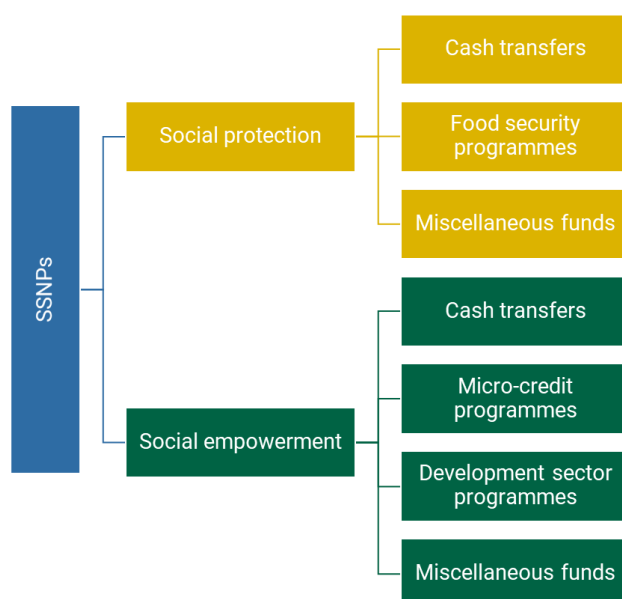 SSNPs
Social protection
Cash transfers
Food security
programmes
Miscellaneous funds
Social empowerment
Cash transfers
Micro-credit
programmes
Development sector
programmes
Miscellaneous funds